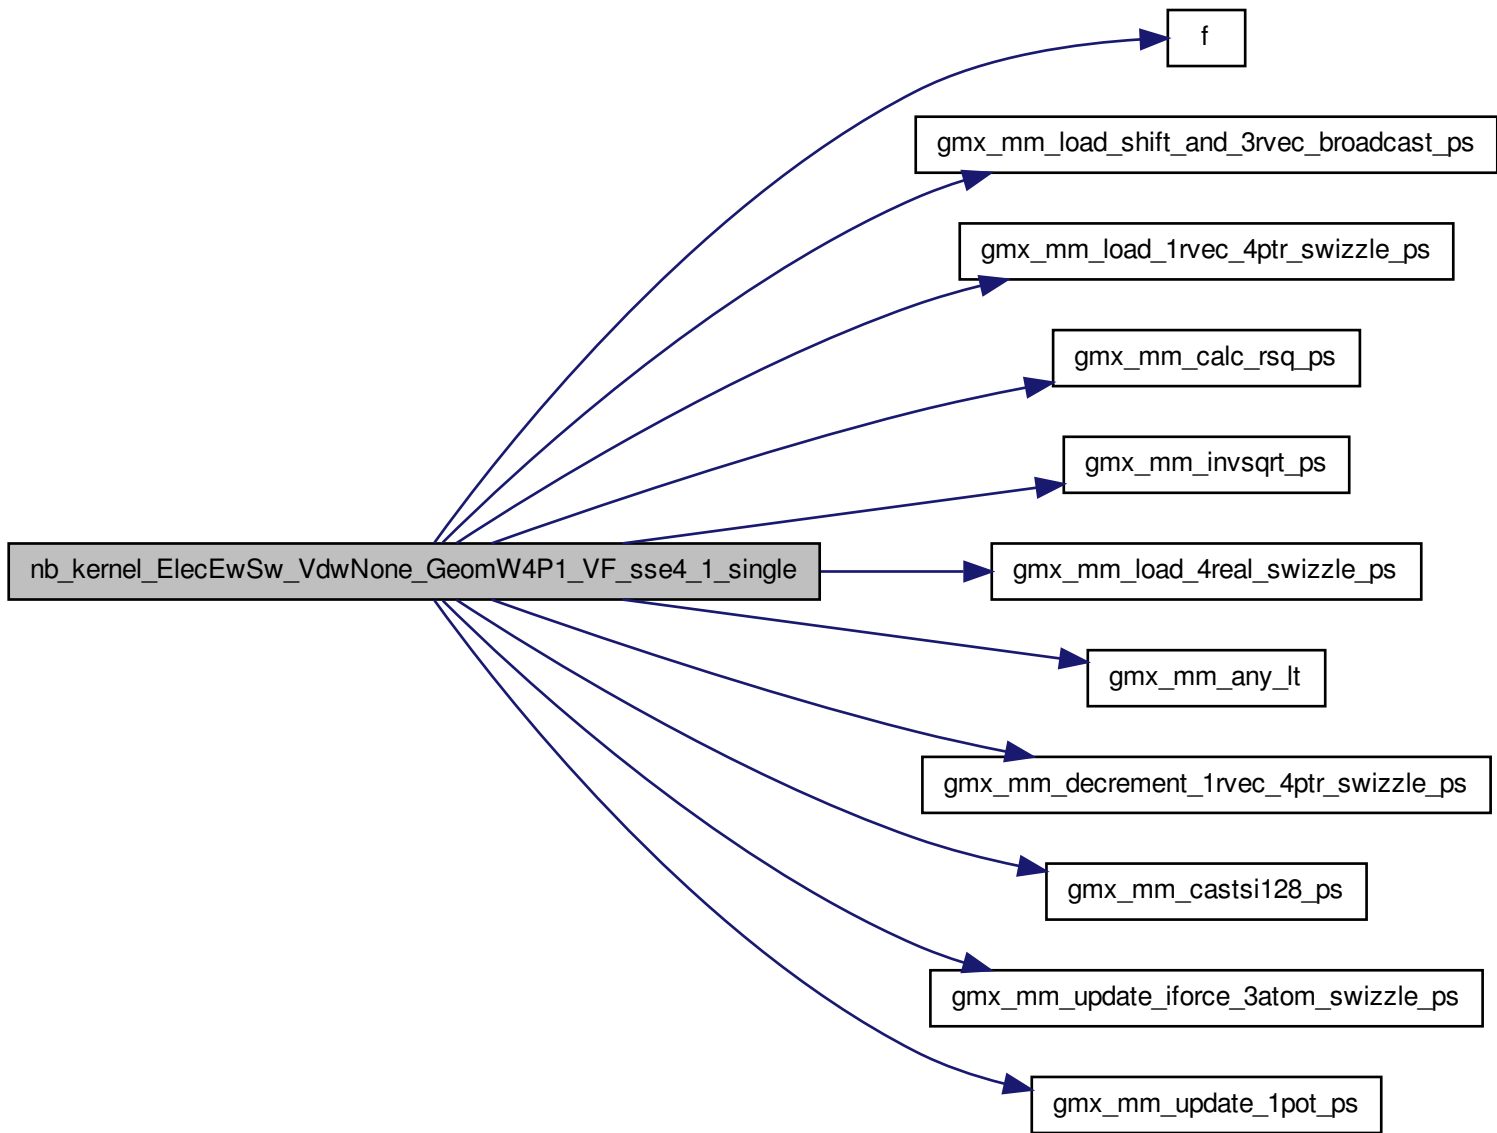 f
gmx_mm_load_shift_and_3rvec_broadcast_ps
gmx_mm_load_1rvec_4ptr_swizzle_ps
gmx_mm_calc_rsq_ps
gmx_mm_invsqrt_ps
nb_kernel_ElecEwSw_VdwNone_GeomW4P1_VF_sse4_1_single
gmx_mm_load_4real_swizzle_ps
gmx_mm_any_lt
gmx_mm_decrement_1rvec_4ptr_swizzle_ps
gmx_mm_castsi128_ps
gmx_mm_update_iforce_3atom_swizzle_ps
gmx_mm_update_1pot_ps